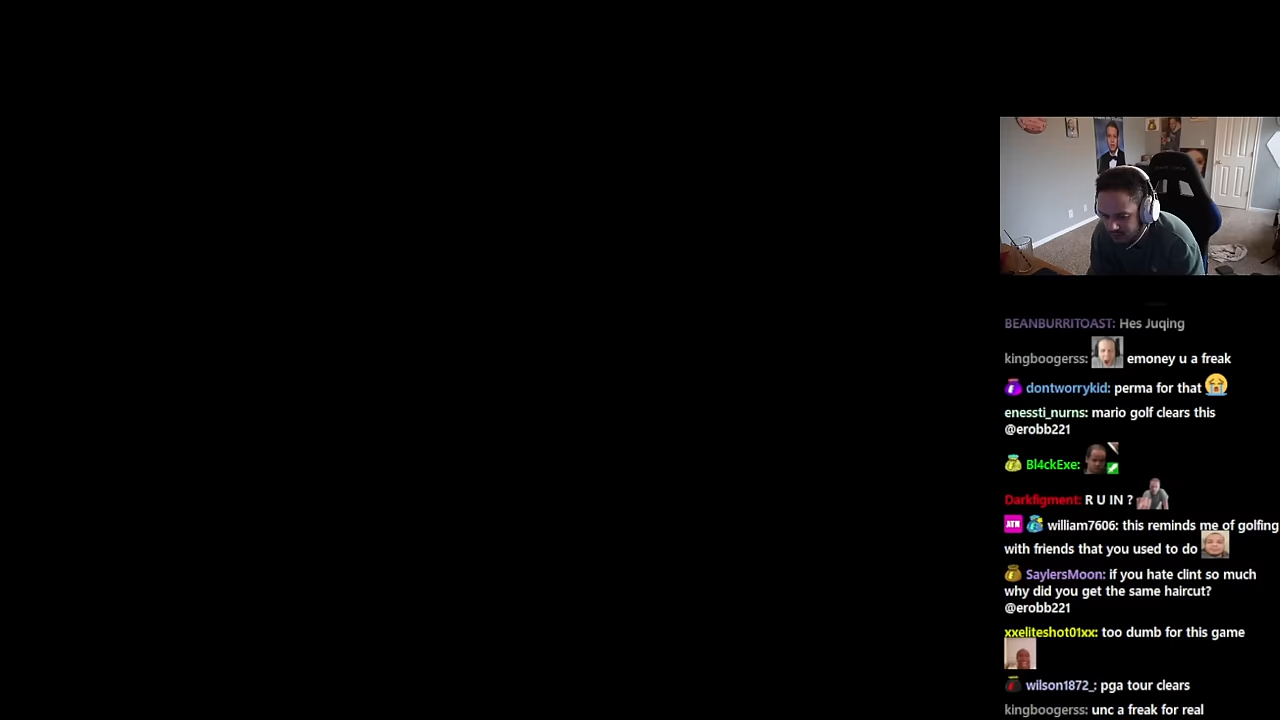 BEANBURRITOAST: Hes Juqing
kingboogerss: emoney u a freak
dontworrykid: perma for that
enessti_nurns: mario golf clears this
@erobb221
Bl4ckExe:
Darkfigment: R U IN ?
william7606: this reminds me of golfing
with friends that you used to do
SaylersMoon: if you hate clint so much
why did you get the same haircut?
@erobb221
xxeliteshot01xx: too dumb for this game
wilson1872_: pga tour clears
kingboogerss: unc a freak for real